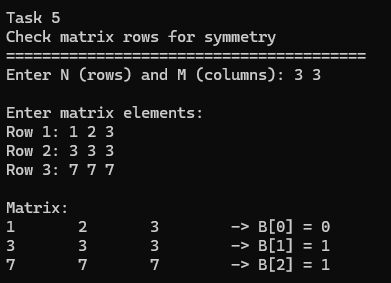 Task 5
Check matrix rows for symmetry
========================================
Enter N (rows) and M (columns): 3 3
Enter matrix elements:
Row 1: 1 2 3
Row 2: 3 3 3
Row 3: 7 7 7
Matrix:
1       2       3        -> B[0] = 0
3       3       3        -> B[1] = 1
7       7       7        -> B[2] = 1